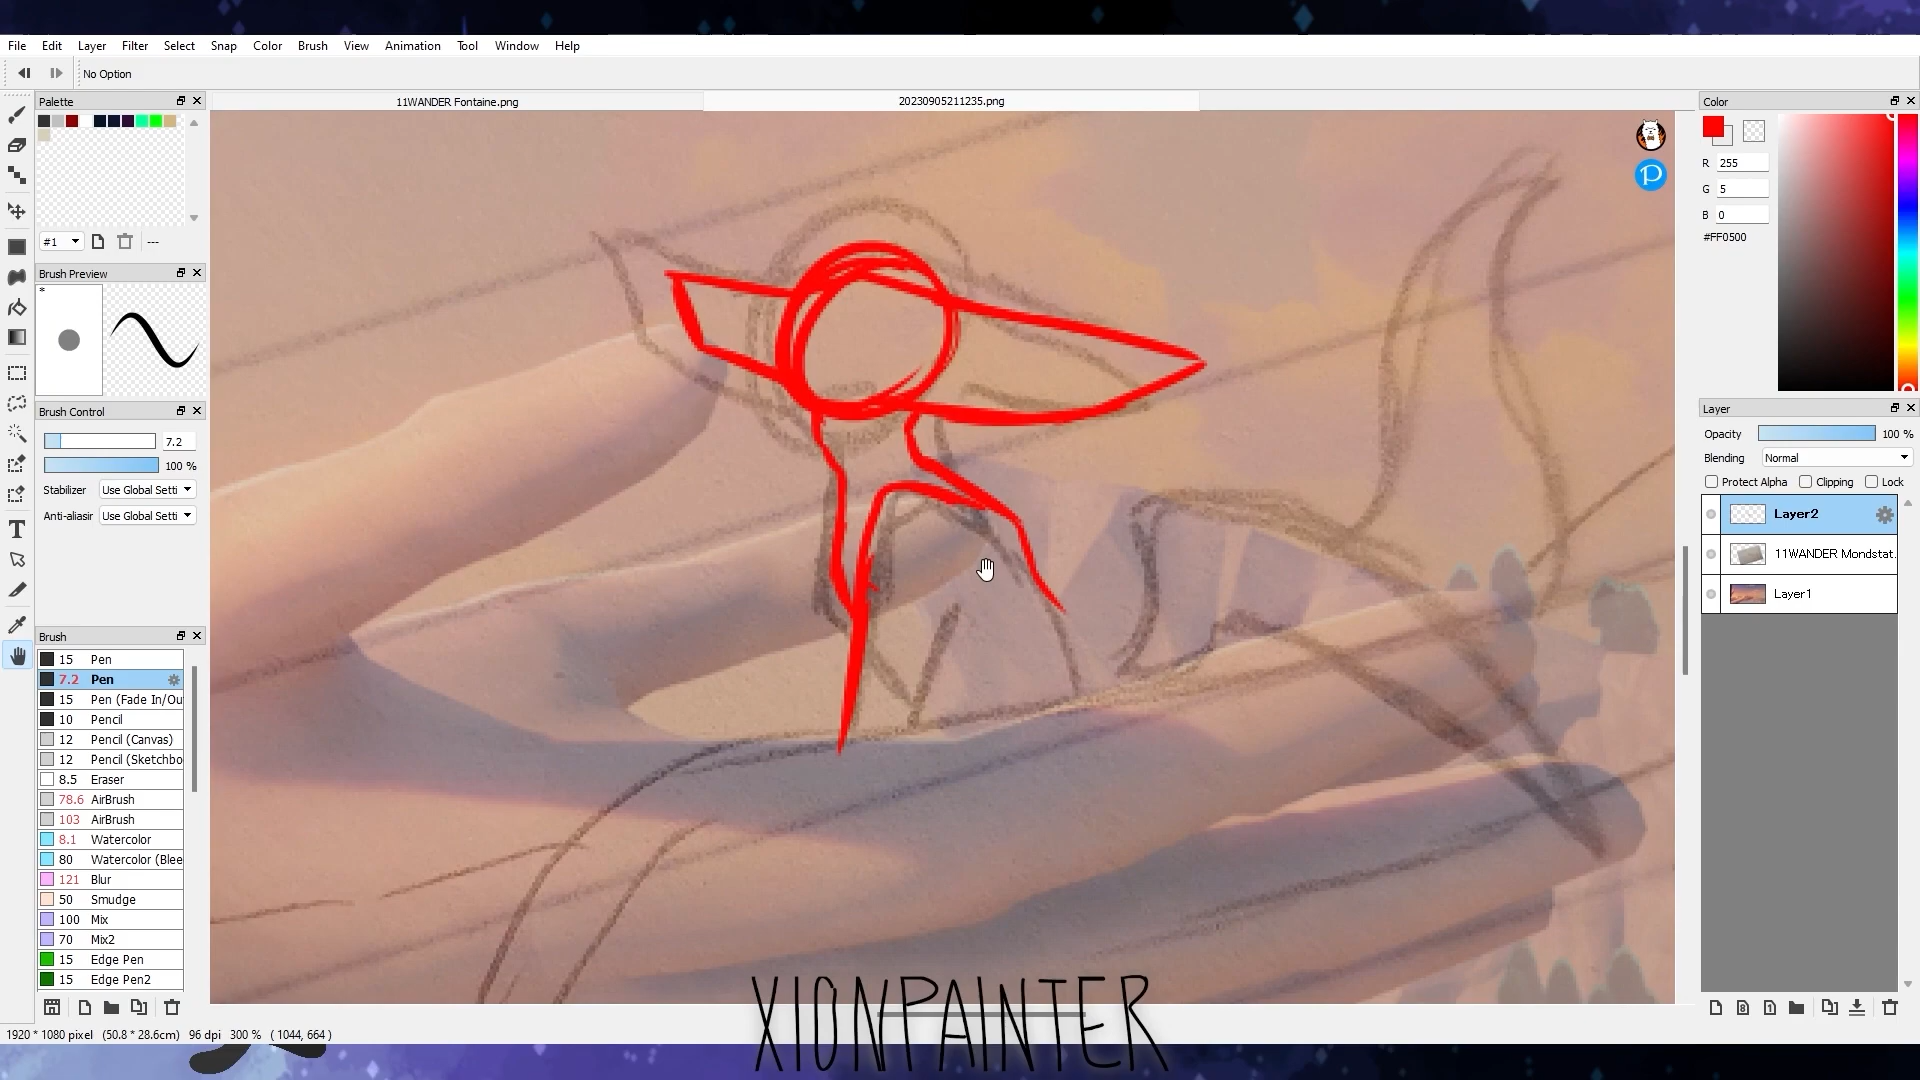 File Edit Layer Filter Select Snap Color Brush View Animation Tool Window Help
No Option
Palette
11WANDER Fontaine.png
20230905211235.png
Color
R 255
G 5
B 0
#FF0500
#1
---
Brush Preview
*
Brush Control
7.2
100 %
Stabilizer Use Global Setti
Anti-aliasir Use Global Setti
Brush
15 Pen
7.2 Pen
15 Pen (Fade In/Ou
10 Pencil
12 Pencil (Canvas)
12 Pencil (Sketchbo
8.5 Eraser
78.6 AirBrush
103 AirBrush
8.1 Watercolor
80 Watercolor (Blee
121 Blur
50 Smudge
100 Mix
70 Mix2
15 Edge Pen
15 Edge Pen2
Layer
Opacity 100 %
Blending Normal
Protect Alpha Clipping Lock
Layer2
11WANDER Mondstat.
Layer1
1920 * 1080 pixel (50.8 * 28.6cm) 96 dpi 300 % ( 1044, 664 )
XIONPAINTER